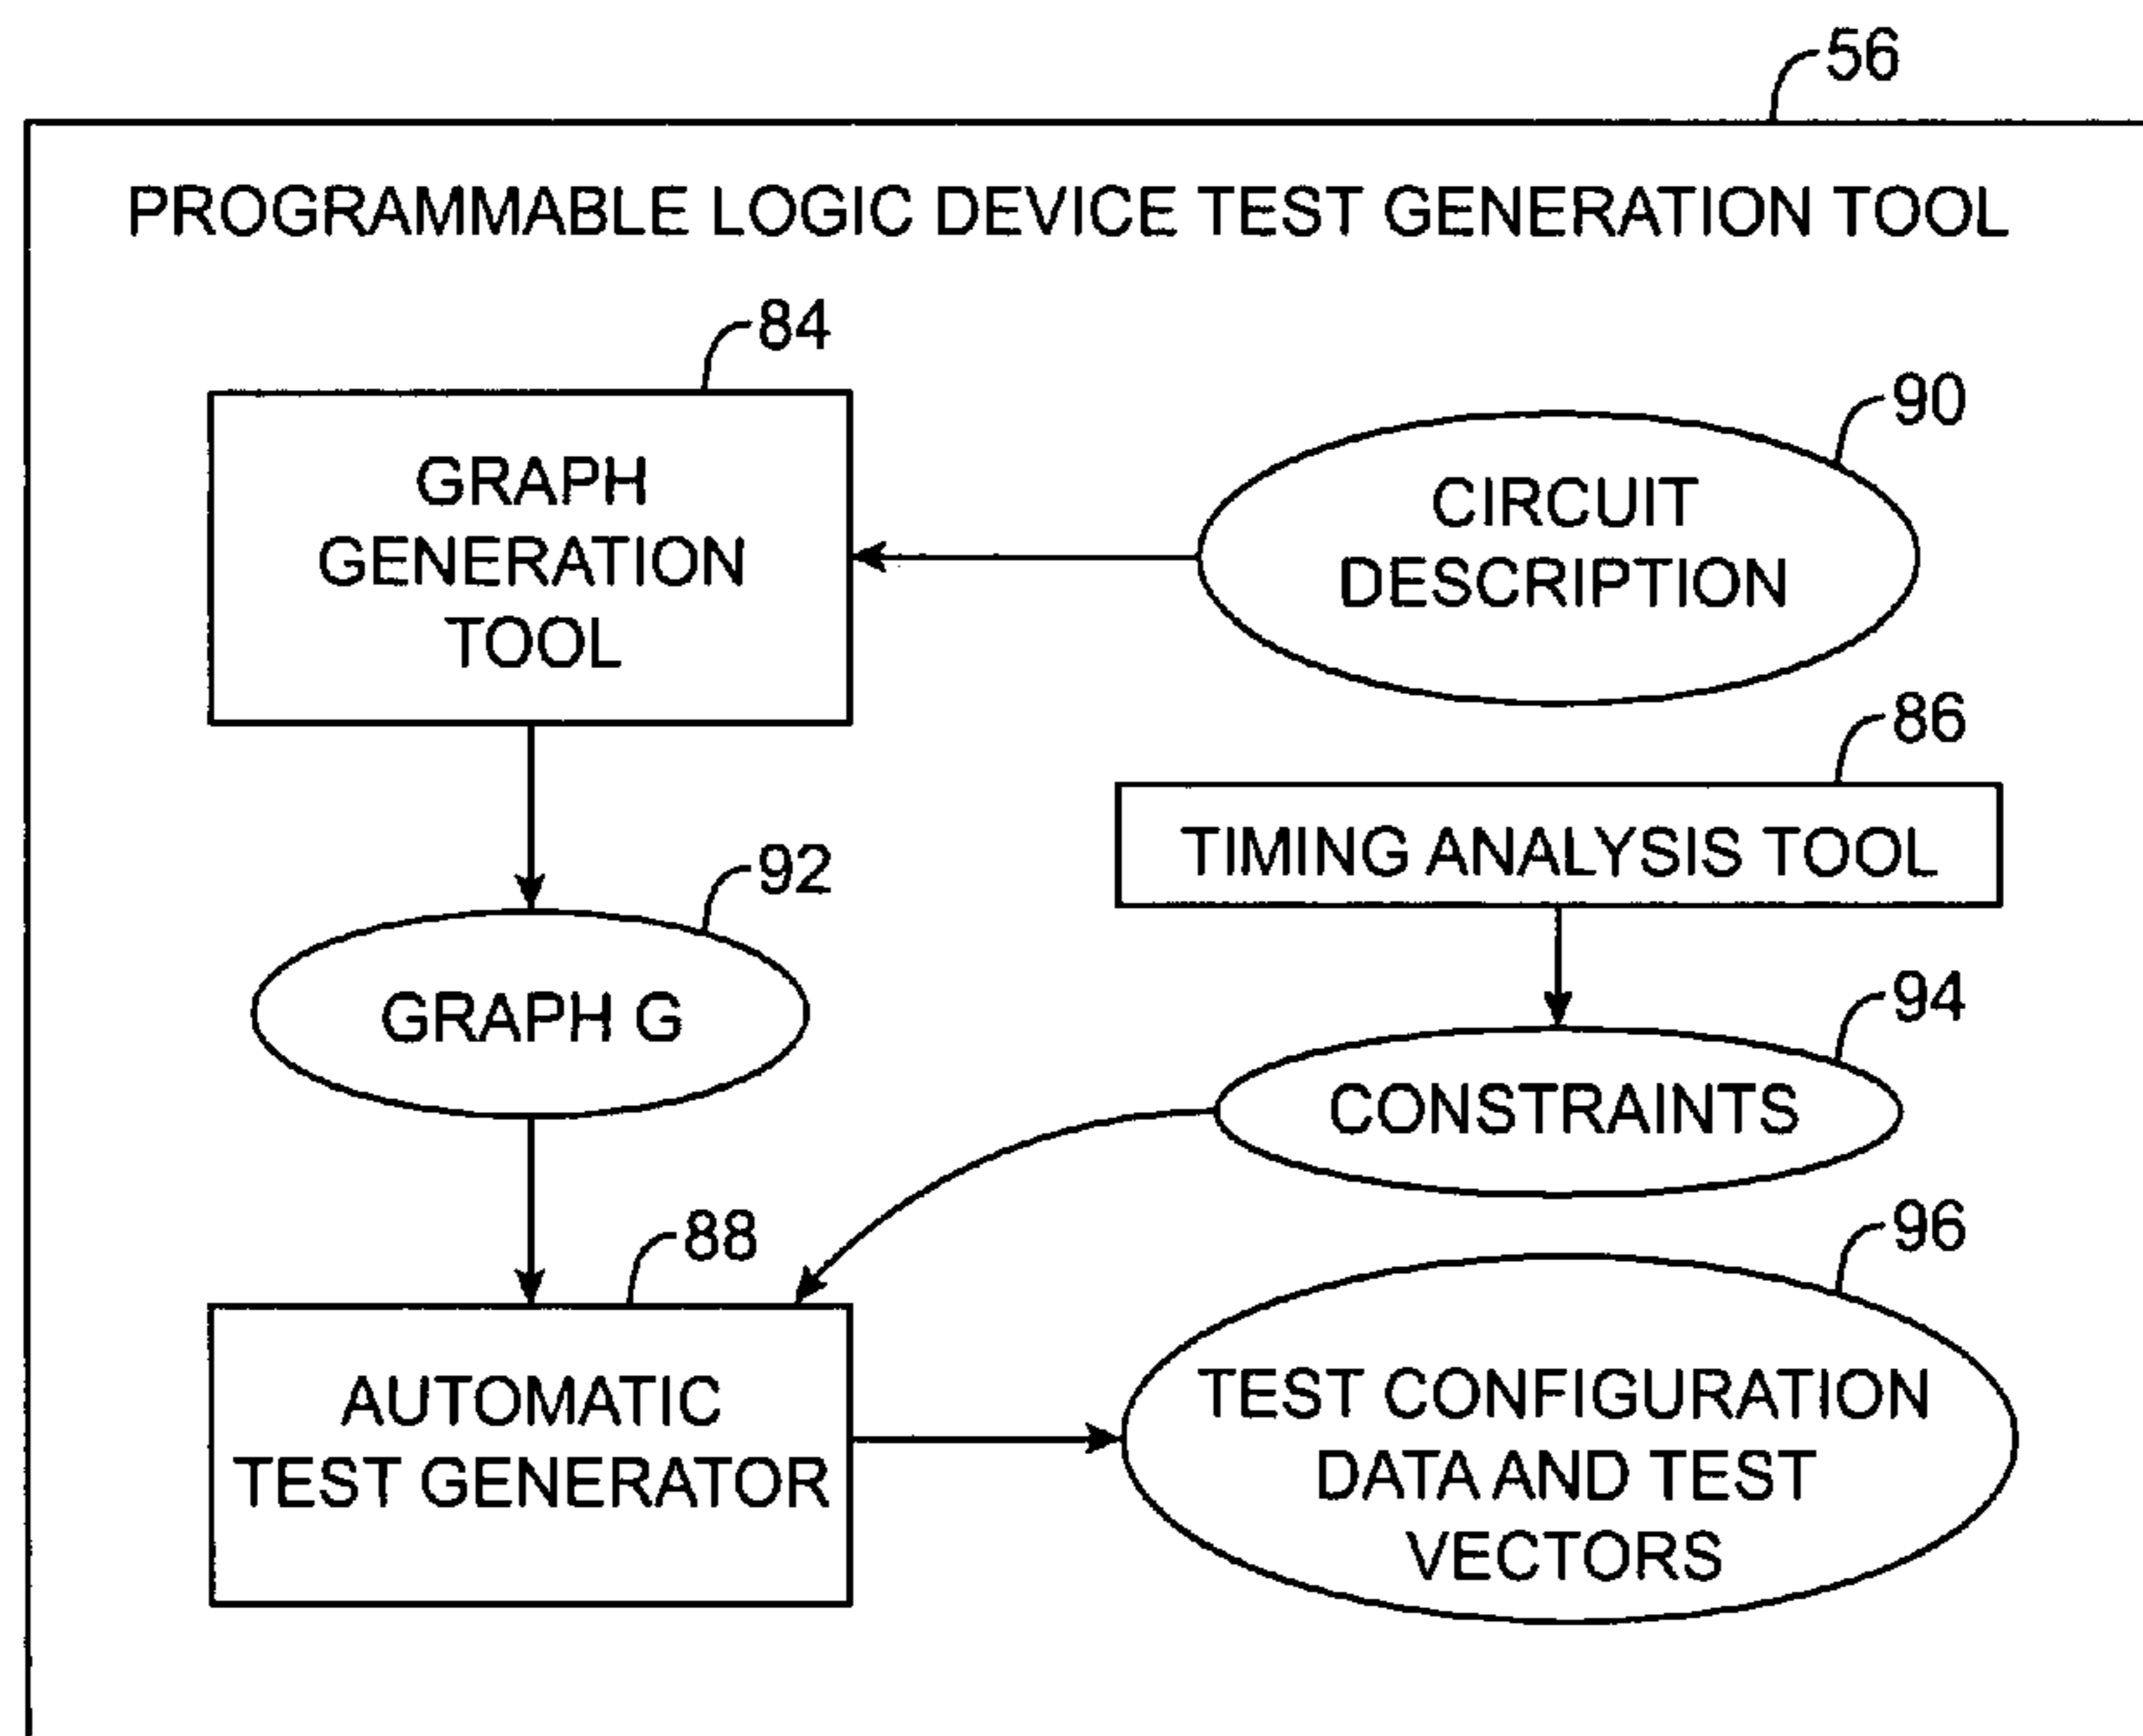 56
PROGRAMMABLE LOGIC DEVICE TEST GENERATION TOOL
84
GRAPH
GENERATION
TOOL
90
CIRCUIT
DESCRIPTION
86
TIMING ANALYSIS TOOL
92
GRAPH G
94
CONSTRAINTS
88
AUTOMATIC
TEST GENERATOR
96
TEST CONFIGURATION
DATA AND TEST
VECTORS